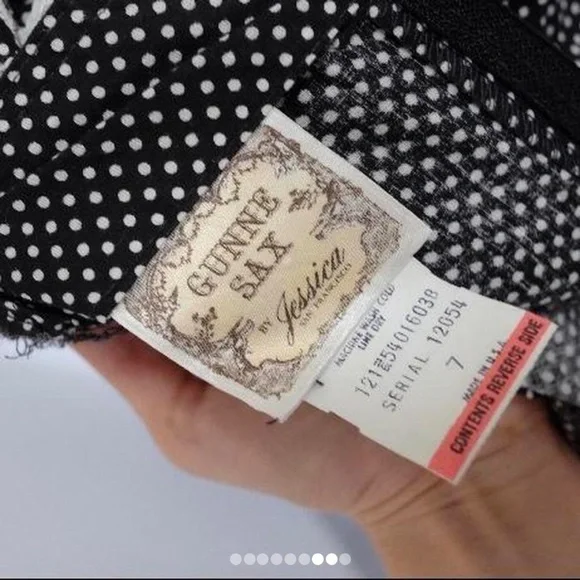 GUNNE
SAX
BY Jessica
SAN FRANCISCO
MACHINE WASH COLD
LINE DRY
SERIAL 12054
7
MADE IN U.S.A.
CONTENTS REVERSE SIDE